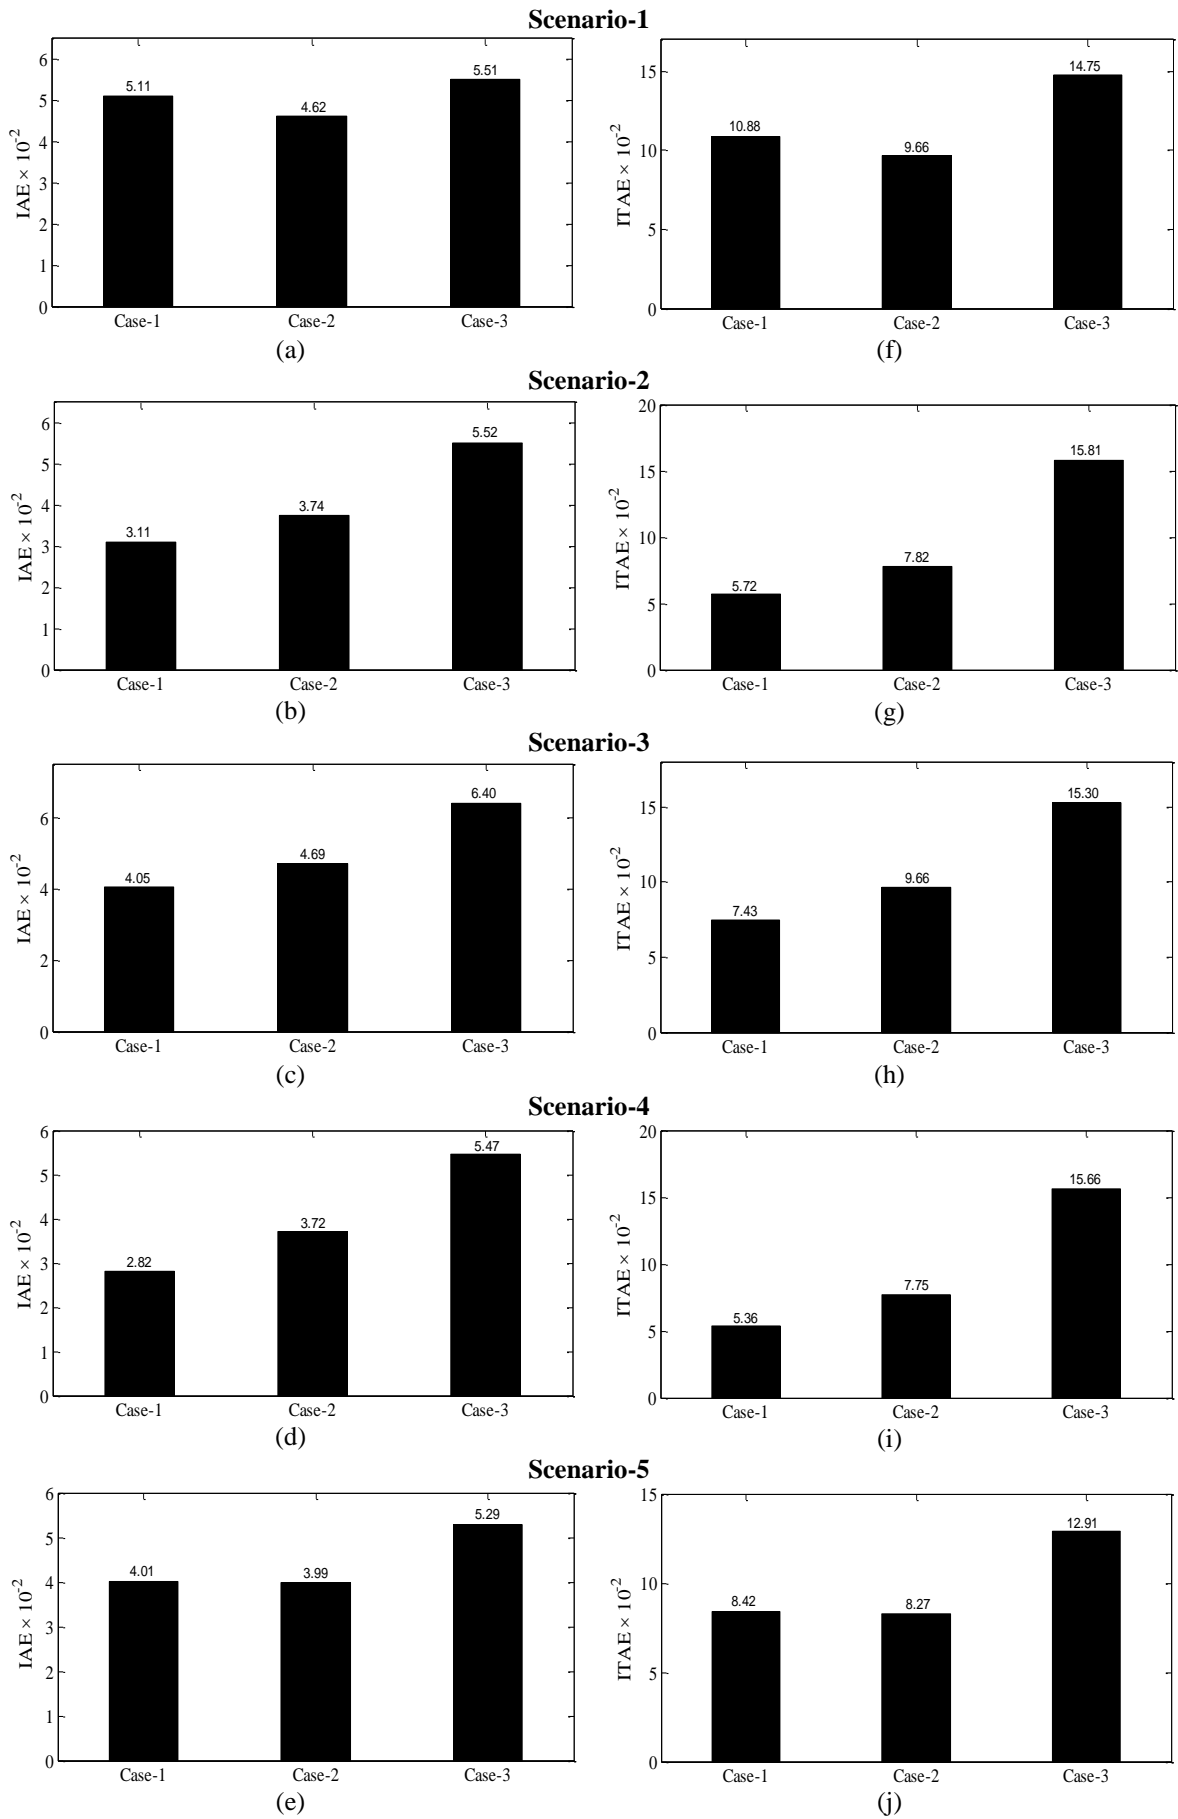 Scenario-1
IAE × 10-2
6
5
4
3
2
1
0
5.11
4.62
5.51
Case-1
Case-2
Case-3
(a)
ITAE × 10-2
15
10
5
0
10.88
9.66
14.75
Case-1
Case-2
Case-3
(f)
Scenario-2
IAE × 10-2
6
5
4
3
2
1
0
3.11
3.74
5.52
Case-1
Case-2
Case-3
(b)
ITAE × 10-2
20
15
10
5
0
5.72
7.82
15.81
Case-1
Case-2
Case-3
(g)
Scenario-3
IAE × 10-2
6
4
2
0
4.05
4.69
6.40
Case-1
Case-2
Case-3
(c)
ITAE × 10-2
15
10
5
0
7.43
9.66
15.30
Case-1
Case-2
Case-3
(h)
Scenario-4
IAE × 10-2
6
5
4
3
2
1
0
2.82
3.72
5.47
Case-1
Case-2
Case-3
(d)
ITAE × 10-2
20
15
10
5
0
5.36
7.75
15.66
Case-1
Case-2
Case-3
(i)
Scenario-5
IAE × 10-2
6
5
4
3
2
1
0
4.01
3.99
5.29
Case-1
Case-2
Case-3
(e)
ITAE × 10-2
15
10
5
0
8.42
8.27
12.91
Case-1
Case-2
Case-3
(j)